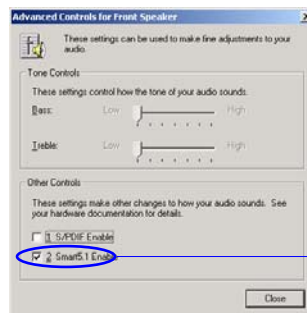 Advanced Controls for Front Speaker
These settings can be used to make fine adjustments to your
audio.
Tone Controls
These settings control how the tone of your audio sounds.
Bass: Low High
Treble: Low High
Other Controls
These settings make other changes to how your audio sounds. See
your hardware documentation for details.
1 S/PDIF Enable
2 Smart5.1 Enable
Close